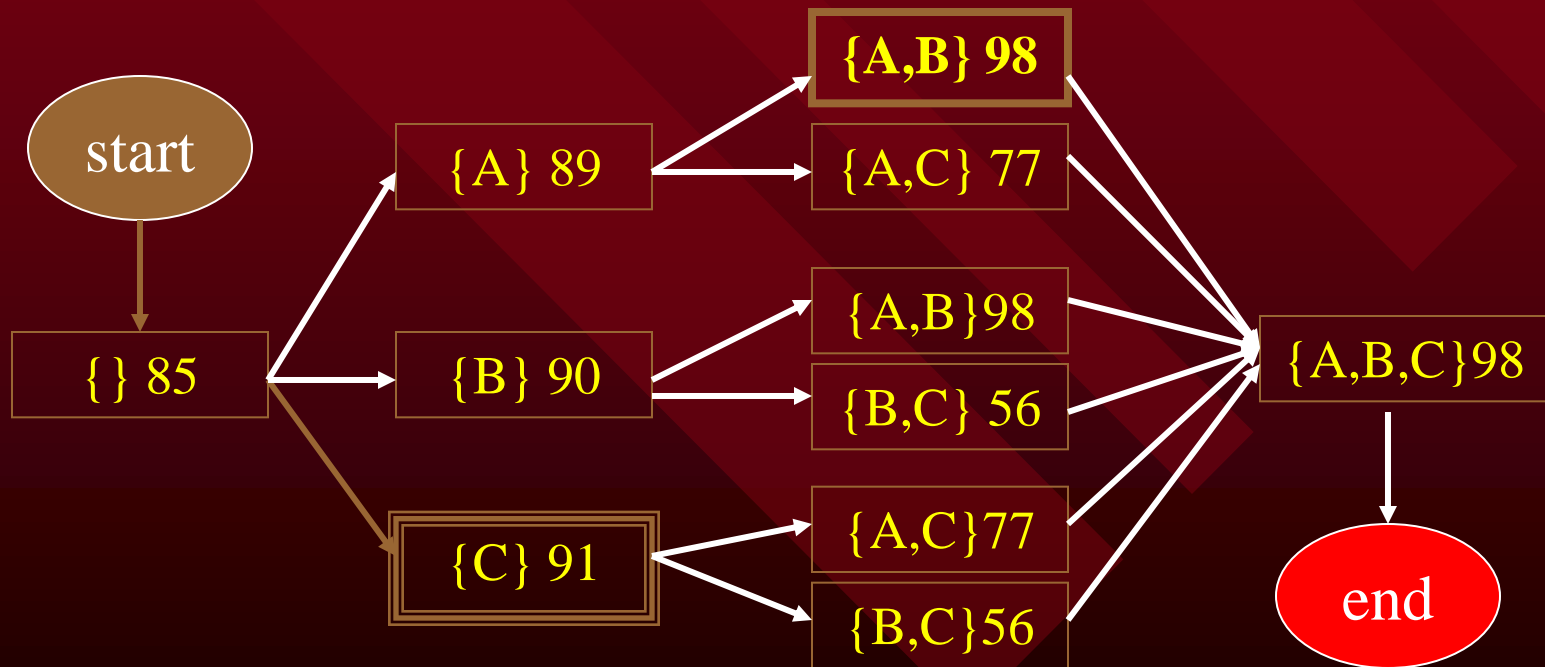 start
{} 85
{A} 89
{B} 90
{C} 91
{A,B} 98
{A,C} 77
{A,B}98
{B,C} 56
{A,C}77
{B,C}56
{A,B,C}98
end